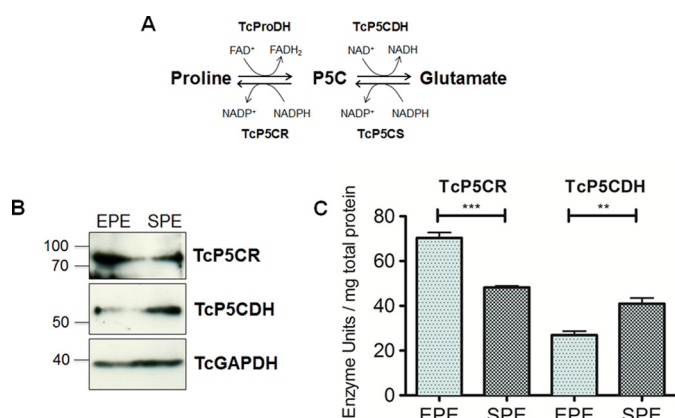 A
TcProDH TcP5CDH
FAD⁺ FADH₂ NAD⁺ NADH
Proline P5C Glutamate
NADP⁺ NADPH NADP⁺ NADPH
TcP5CR TcP5CS
B
EPE SPE
100
70
TcP5CR
50
TcP5CDH
40
TcGAPDH
C
TcP5CR TcP5CDH
*** **
Enzyme Units / mg total protein
80
60
40
20
0
EPE SPE EPE SPE